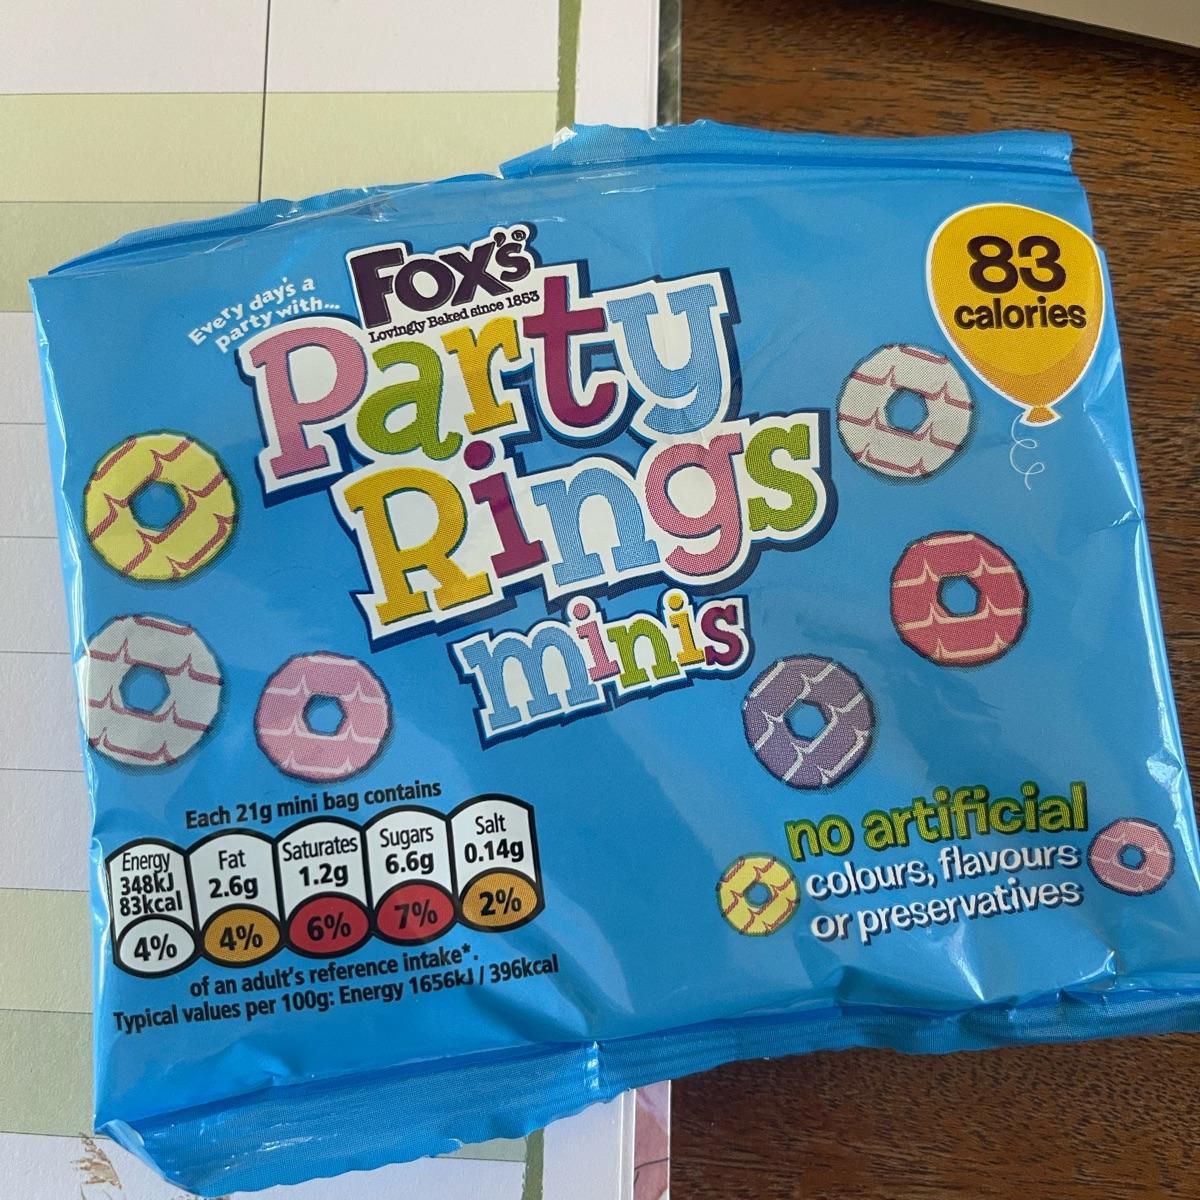 Every day's a
party with...
FOX'S®
Lovingly Baked since 1853
Party
Rings
minis
83
calories
Each 21g mini bag contains
Energy
348kJ
83kcal
4%
Fat
2.6g
4%
Saturates
1.2g
6%
Sugars
6.6g
7%
Salt
0.14g
2%
of an adult's reference intake*.
Typical values per 100g: Energy 1656kJ / 396kcal
no artificial
colours, flavours
or preservatives